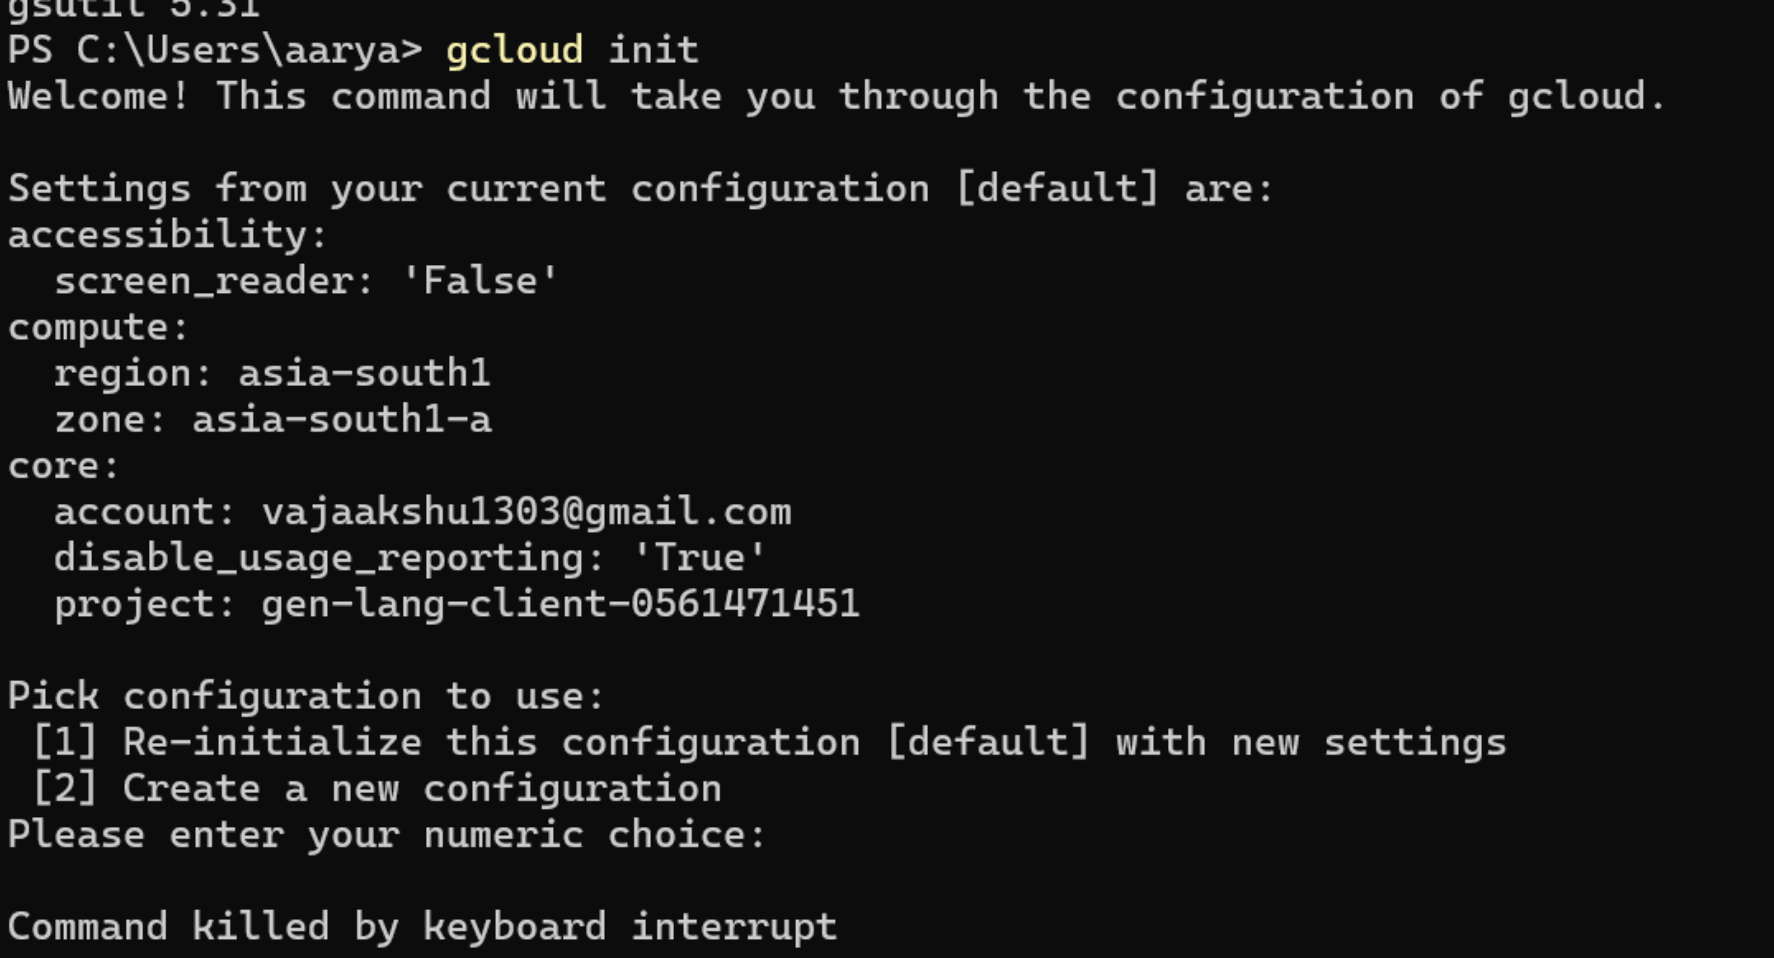 gsutil 5.31
PS C:\Users\aarya> gcloud init
Welcome! This command will take you through the configuration of gcloud.
Settings from your current configuration [default] are:
accessibility:
  screen_reader: 'False'
compute:
  region: asia-south1
  zone: asia-south1-a
core:
  account: vajaakshu1303@gmail.com
  disable_usage_reporting: 'True'
  project: gen-lang-client-0561471451
Pick configuration to use:
 [1] Re-initialize this configuration [default] with new settings
 [2] Create a new configuration
Please enter your numeric choice:
Command killed by keyboard interrupt